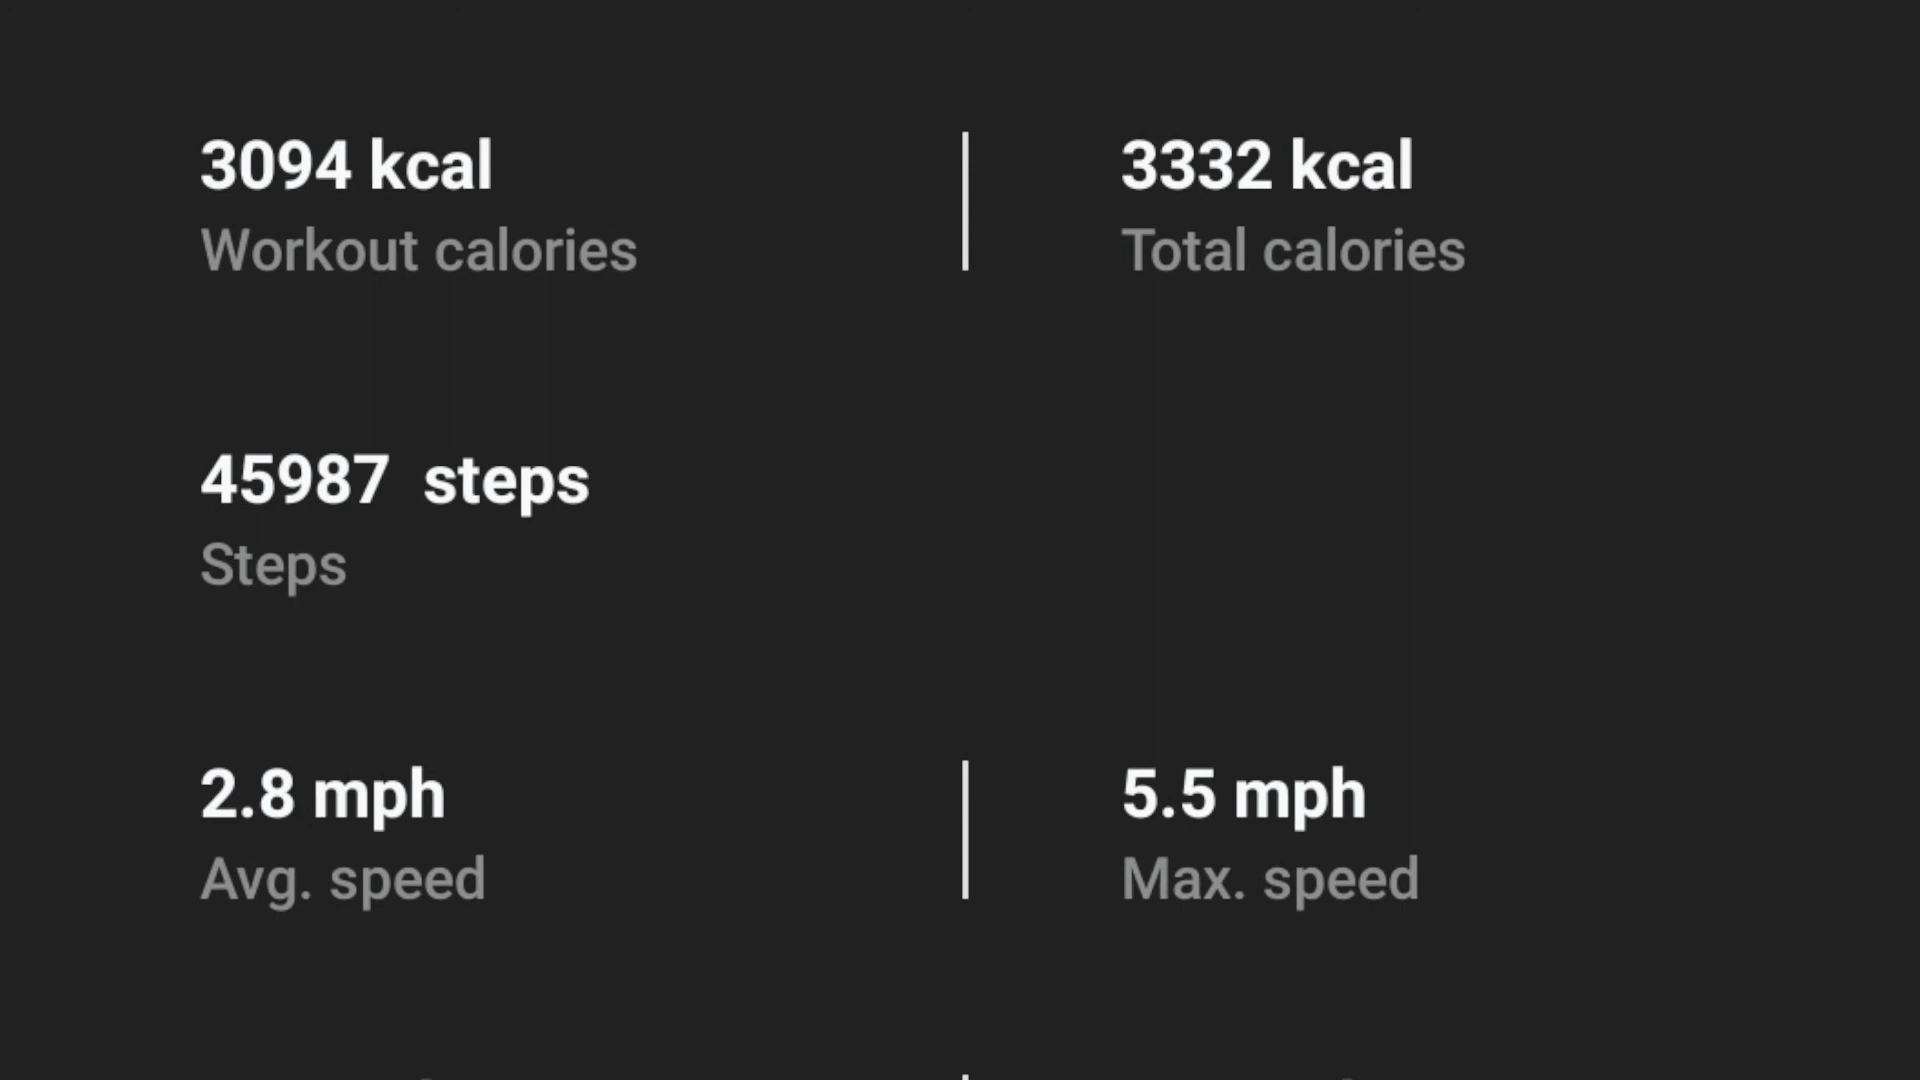 3094 kcal
3332 kcal
Workout calories
Total calories
45987 steps
Steps
2.8 mph
5.5 mph
Avg. speed
Max. speed